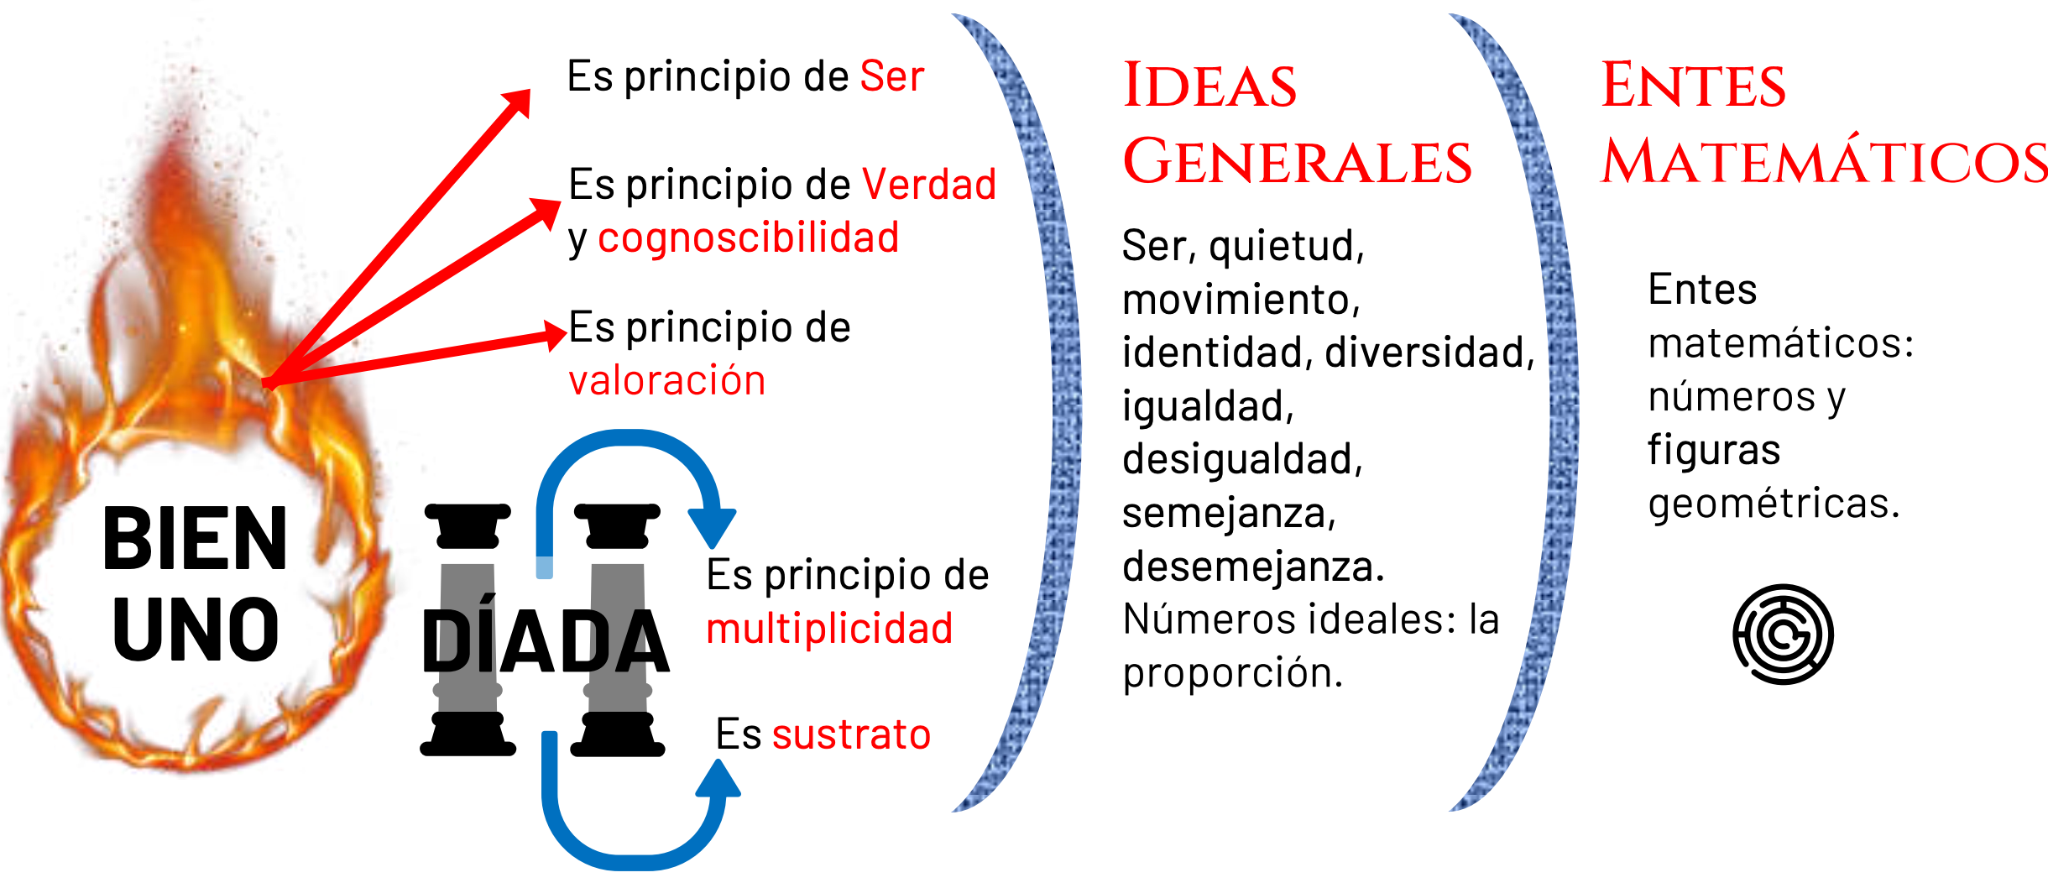 Es principio de Ser
Es principio de Verdad
y cognoscibilidad
Es principio de
valoración
BIEN
UNO
DÍADA
Es principio de
multiplicidad
Es sustrato
IDEAS
GENERALES
Ser, quietud,
movimiento,
identidad, diversidad,
igualdad,
desigualdad,
semejanza,
desemejanza.
Números ideales: la
proporción.
ENTES
MATEMÁTICOS
Entes
matemáticos:
números y
figuras
geométricas.